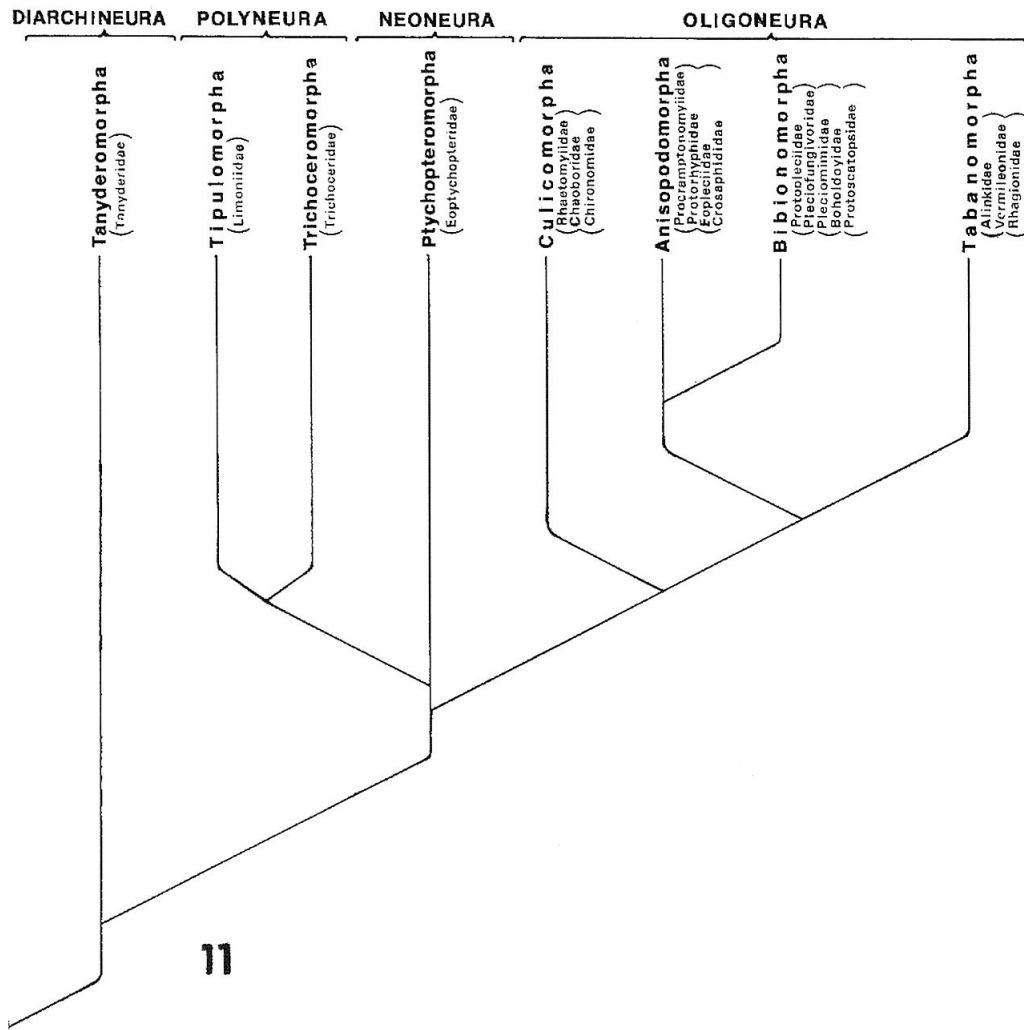 DIARCHINEURA POLYNEURA NEONEURA OLIGONEURA
Tanyderomorpha
(Tanyderidae)
Tipulomorpha
(Limoniidae)
Trichoceromorpha
(Trichoceridae)
Ptychopteromorpha
(Eoptychopteridae)
Culicomorpha
(Rhaetomyiidae)
(Chaoboridae)
(Chironomidae)
Anisopodomorpha
(Procramptonomyiidae)
(Protorhyphidae)
(Eopleciidae)
Crosaphididae
Bibionomorpha
(Protopleciidae)
(Pleciofungivoridae)
(Pleciomimidae)
(Boholdoyidae)
(Protoscatopsidae)
Tabanomorpha
(Alinkidae)
(Vermileonidae)
(Rhagionidae)
11